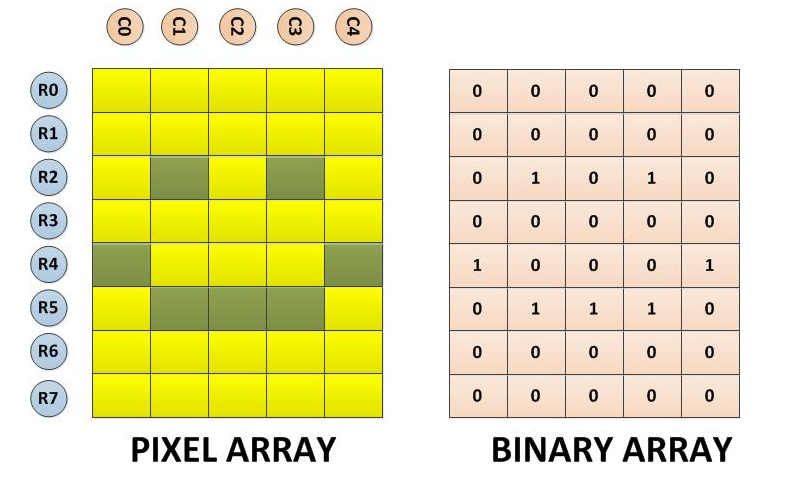 C0 C1 C2 C3 C4
R0 0 0 0 0 0
R1 0 0 0 0 0
R2 0 1 0 1 0
R3 0 0 0 0 0
R4 1 0 0 0 1
R5 0 1 1 1 0
R6 0 0 0 0 0
R7 0 0 0 0 0
PIXEL ARRAY BINARY ARRAY